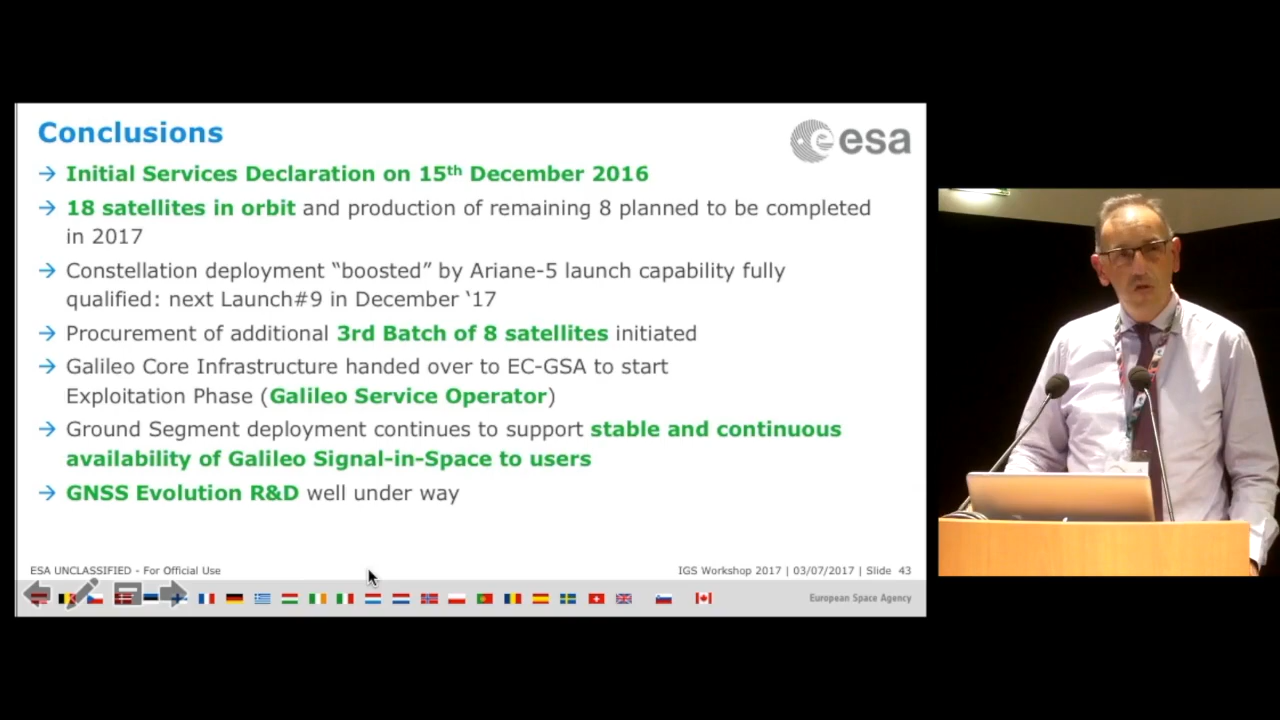 Conclusions
esa
→ Initial Services Declaration on 15th December 2016
→ 18 satellites in orbit and production of remaining 8 planned to be completed
in 2017
→ Constellation deployment “boosted” by Ariane-5 launch capability fully
qualified: next Launch#9 in December ‘17
→ Procurement of additional 3rd Batch of 8 satellites initiated
→ Galileo Core Infrastructure handed over to EC-GSA to start
Exploitation Phase (Galileo Service Operator)
→ Ground Segment deployment continues to support stable and continuous
availability of Galileo Signal-in-Space to users
→ GNSS Evolution R&D well under way
ESA UNCLASSIFIED - For Official Use
IGS Workshop 2017 | 03/07/2017 | Slide 43
European Space Agency